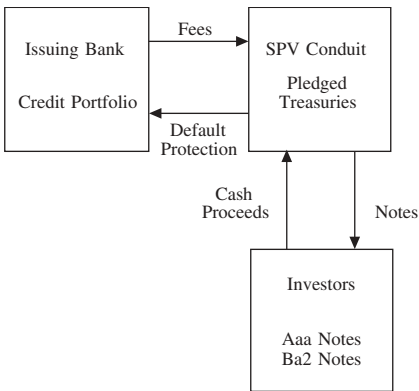 Fees
Issuing Bank
Credit Portfolio
SPV Conduit
Pledged
Treasuries
Default
Protection
Cash
Proceeds
Notes
Investors
Aaa Notes
Ba2 Notes